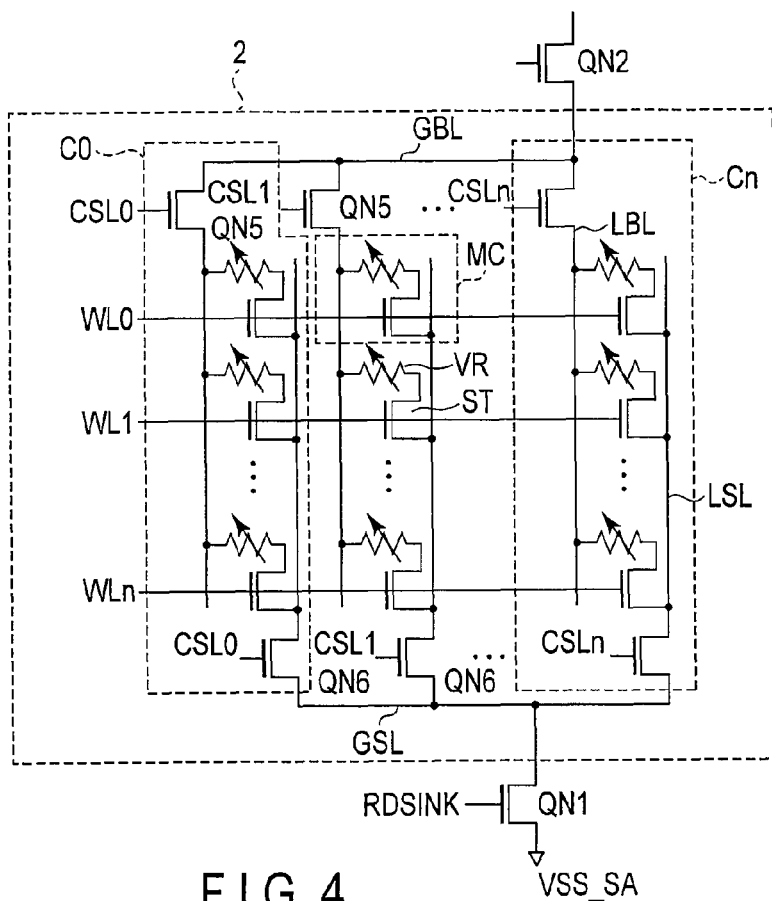 QN2
2
GBL
C0
Cn
CSL0
CSL1
QN5
QN5
...
CSLn
LBL
MC
WL0
VR
ST
WL1
LSL
WLn
CSL0
CSL1
...
CSLn
QN6
QN6
GSL
RDSINK
QN1
VSS_SA
FIG. 4